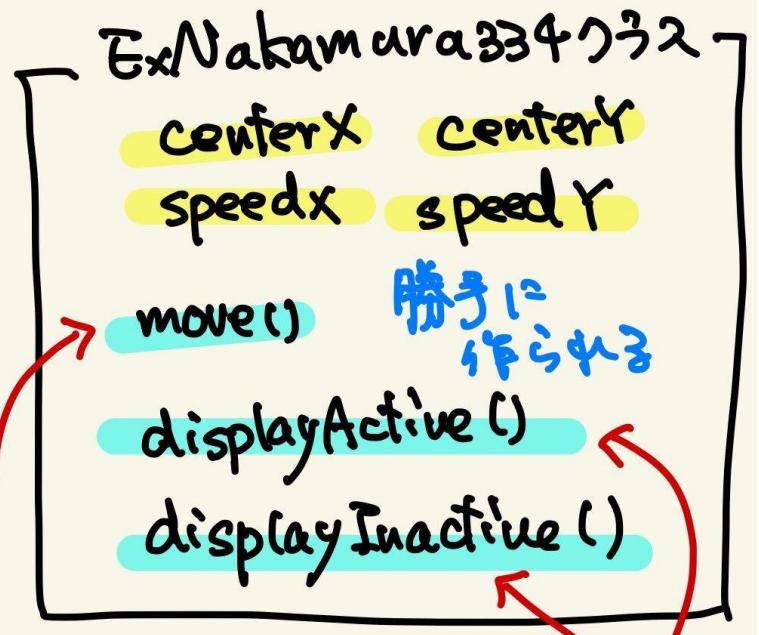 ExNakamura334クラス
centerX centerY
speedX speedY
move()
勝手に
作られる
displayActive()
displayInactive()